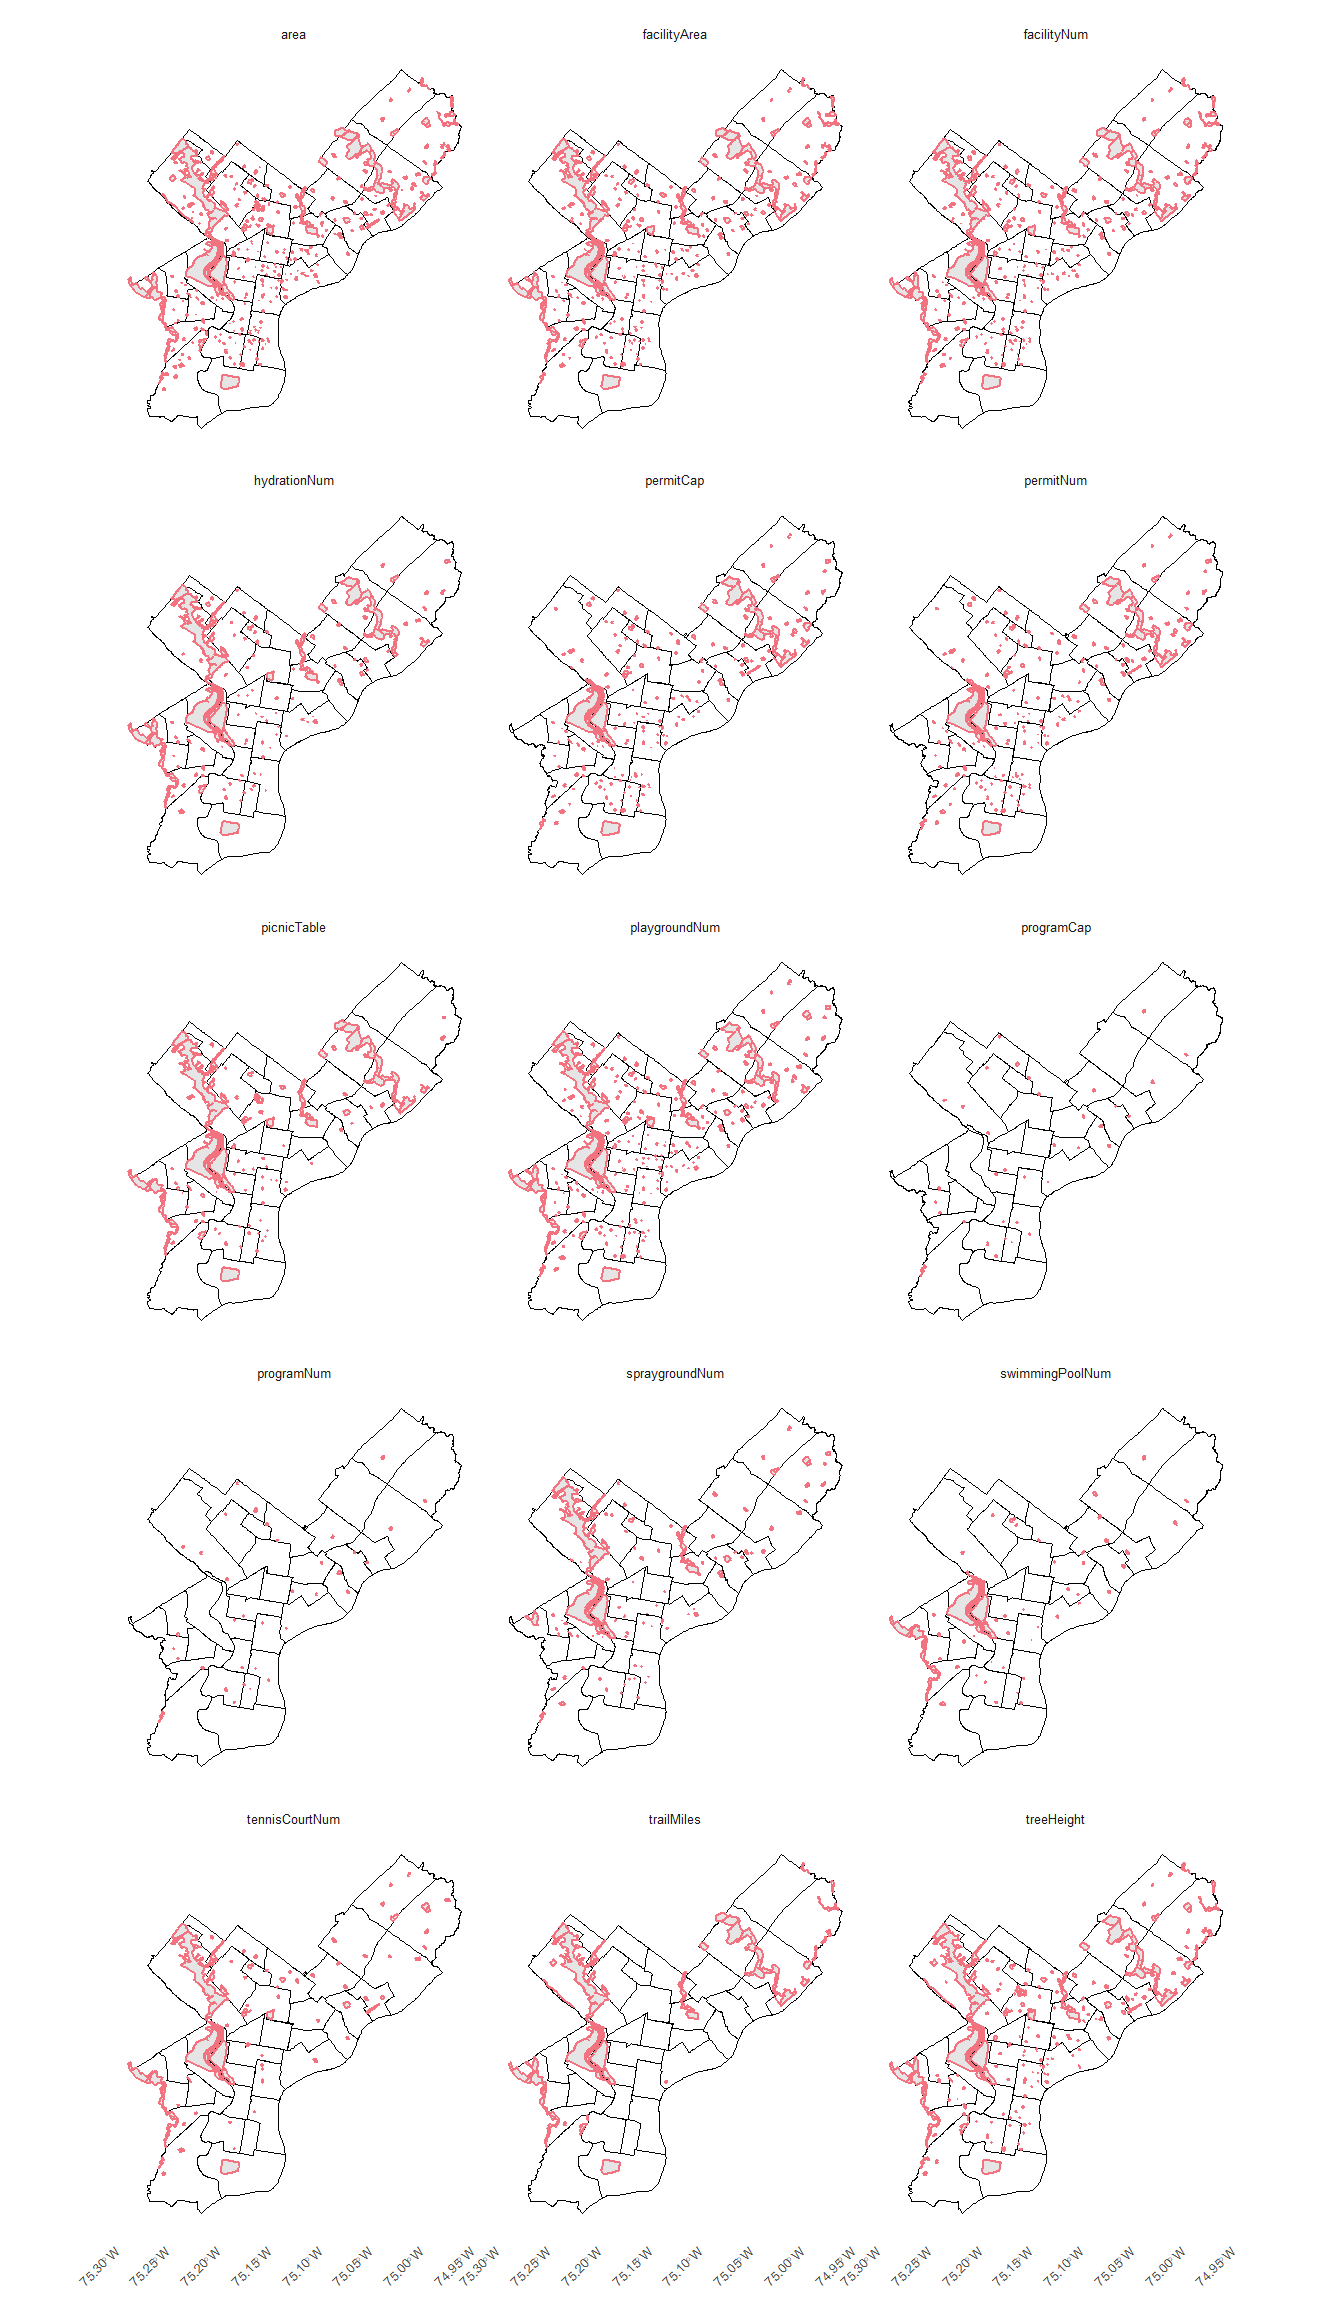 area facilityArea facilityNum
hydrationNum permitCap permitNum
picnicTable playgroundNum programCap
programNum spraygroundNum swimmingPoolNum
tennisCourtNum trailMiles treeHeight
75.30°W 75.25°W 75.20°W 75.15°W 75.10°W 75.05°W 75.00°W 74.95°W 75.30°W 75.25°W 75.20°W 75.15°W 75.10°W 75.05°W 75.00°W 74.95°W 75.30°W 75.25°W 75.20°W 75.15°W 75.10°W 75.05°W 75.00°W 74.95°W